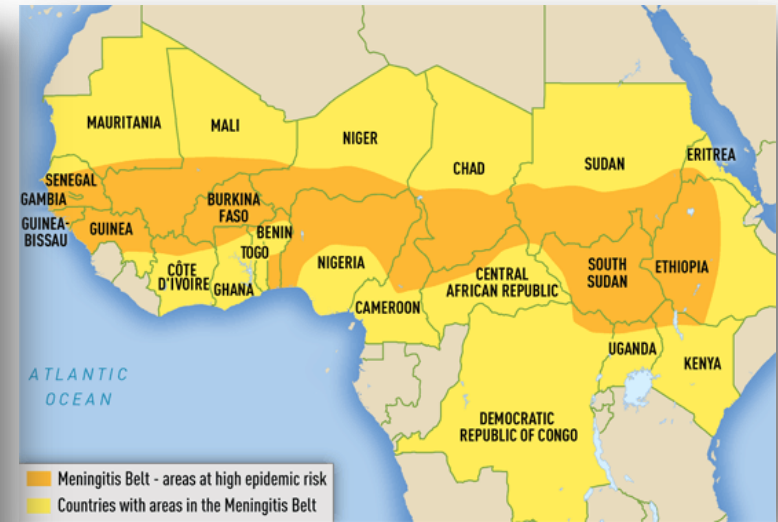 MAURITANIA
MALI
NIGER
CHAD
SUDAN
ERITREA
SENEGAL
GAMBIA
GUINEA-
BISSAU
GUINEA
BURKINA
FASO
BENIN
TOGO
CÔTE
D'IVOIRE
GHANA
NIGERIA
CAMEROON
CENTRAL
AFRICAN REPUBLIC
SOUTH
SUDAN
ETHIOPIA
UGANDA
KENYA
DEMOCRATIC
REPUBLIC OF CONGO
ATLANTIC
OCEAN
Meningitis Belt - areas at high epidemic risk
Countries with areas in the Meningitis Belt